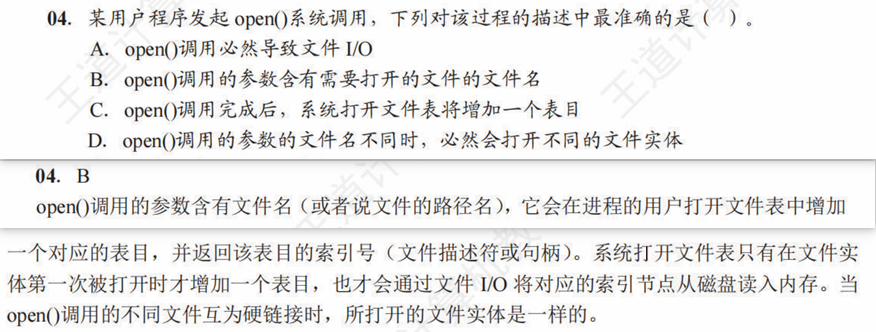 04. 某用户程序发起 open()系统调用，下列对该过程的描述中最准确的是（ ）。
A. open()调用必然导致文件 I/O
B. open()调用的参数含有需要打开的文件的文件名
C. open()调用完成后，系统打开文件表将增加一个表目
D. open()调用的参数的文件名不同时，必然会打开不同的文件实体
04. B
open()调用的参数含有文件名（或者说文件的路径名），它会在进程的用户打开文件表中增加
一个对应的表目，并返回该表目的索引号（文件描述符或句柄）。系统打开文件表只有在文件实
体第一次被打开时才增加一个表目，也才会通过文件 I/O 将对应的索引节点从磁盘读入内存。当
open()调用的不同文件互为硬链接时，所打开的文件实体是一样的。